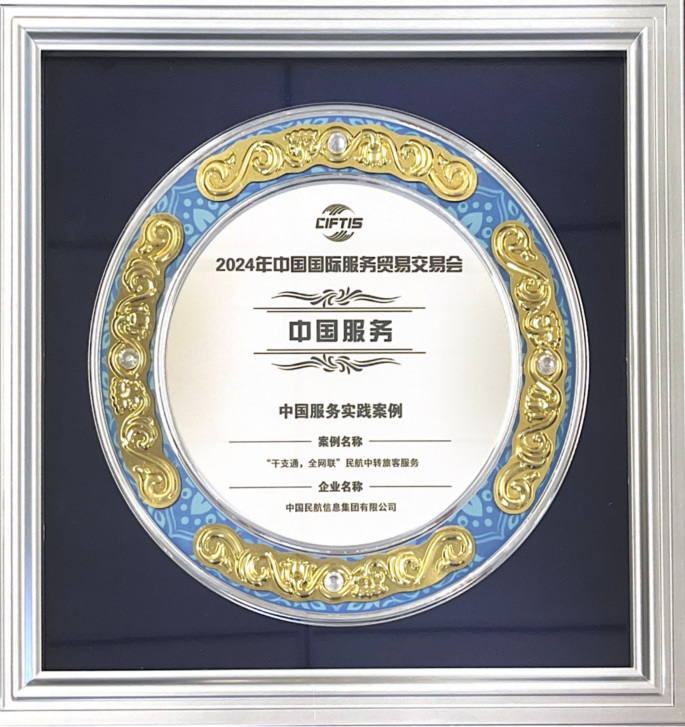 CIFTIS
2024年中国国际服务贸易交易会
中国服务
中国服务实践案例
案例名称
“干支通，全网联”民航中转旅客服务
企业名称
中国民航信息集团有限公司